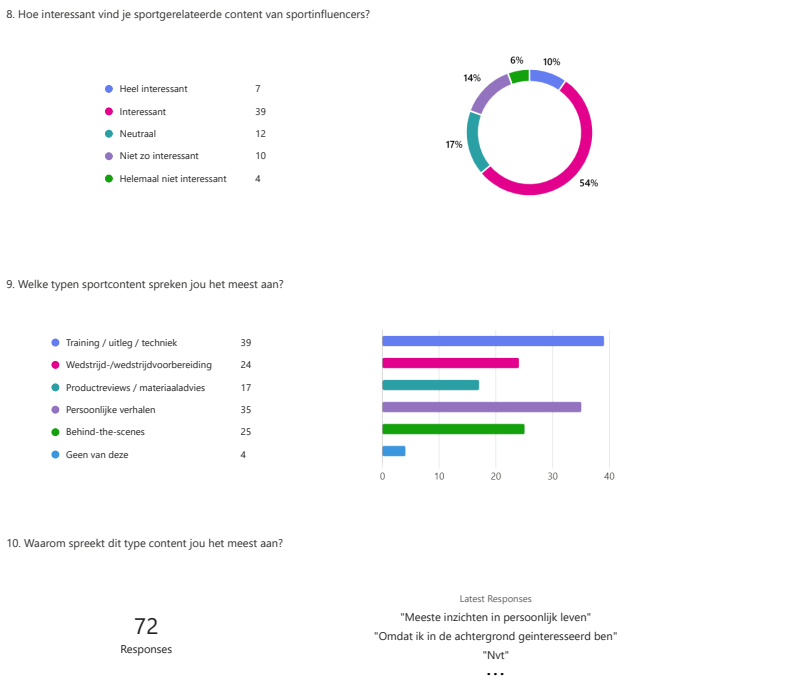 8. Hoe interessant vind je sportgerelateerde content van sportinfluencers?
Heel interessant 7
Interessant 39
Neutraal 12
Niet zo interessant 10
Helemaal niet interessant 4
6% 10%
14%
17%
54%
9. Welke typen sportcontent spreken jou het meest aan?
Training / uitleg / techniek 39
Wedstrijd-/wedstrijdvoorbereiding 24
Productreviews / materiaaladvies 17
Persoonlijke verhalen 35
Behind-the-scenes 25
Geen van deze 4
0 10 20 30 40
10. Waarom spreekt dit type content jou het meest aan?
72
Responses
Latest Responses
"Meeste inzichten in persoonlijk leven"
"Omdat ik in de achtergrond geinteresseerd ben"
"Nvt"
...